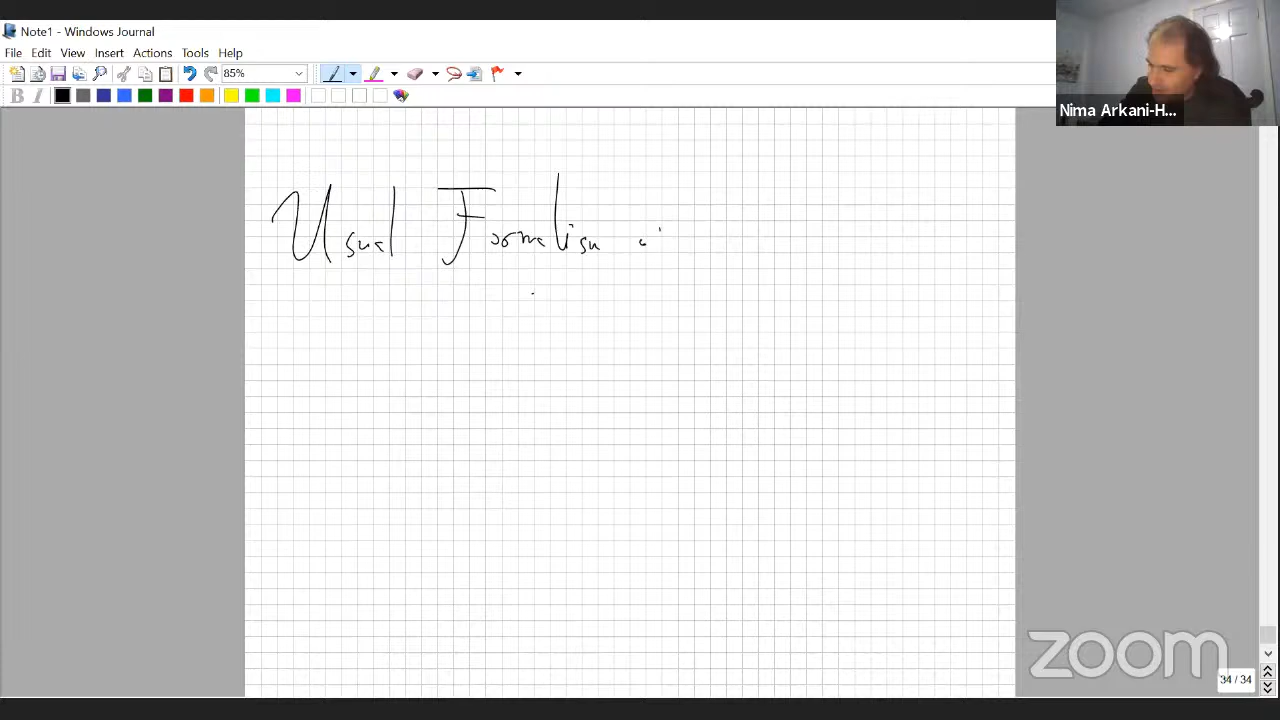 Note1 - Windows Journal
File Edit View Insert Actions Tools Help
85%
B I
Nima Arkani-H...
Usual Formalism
zoom
34 / 34